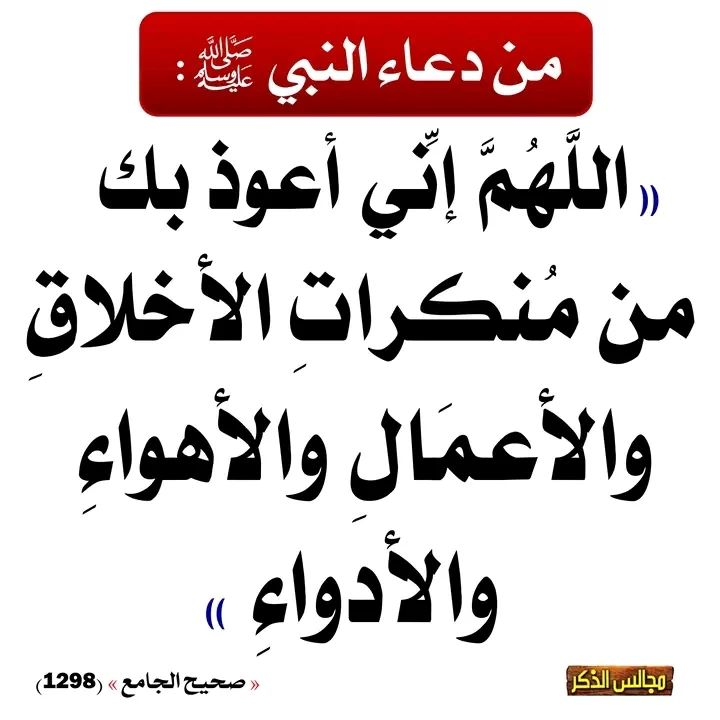 من دعاء النبي ﷺ :
(( اللَّهُمَّ إنِّي أعوذ بك
من مُنكراتِ الأخلاقِ
والأعمَالِ والأهواءِ
والأدواءِ ))
« صحيح الجامع » (1298)
مجالس الذكر